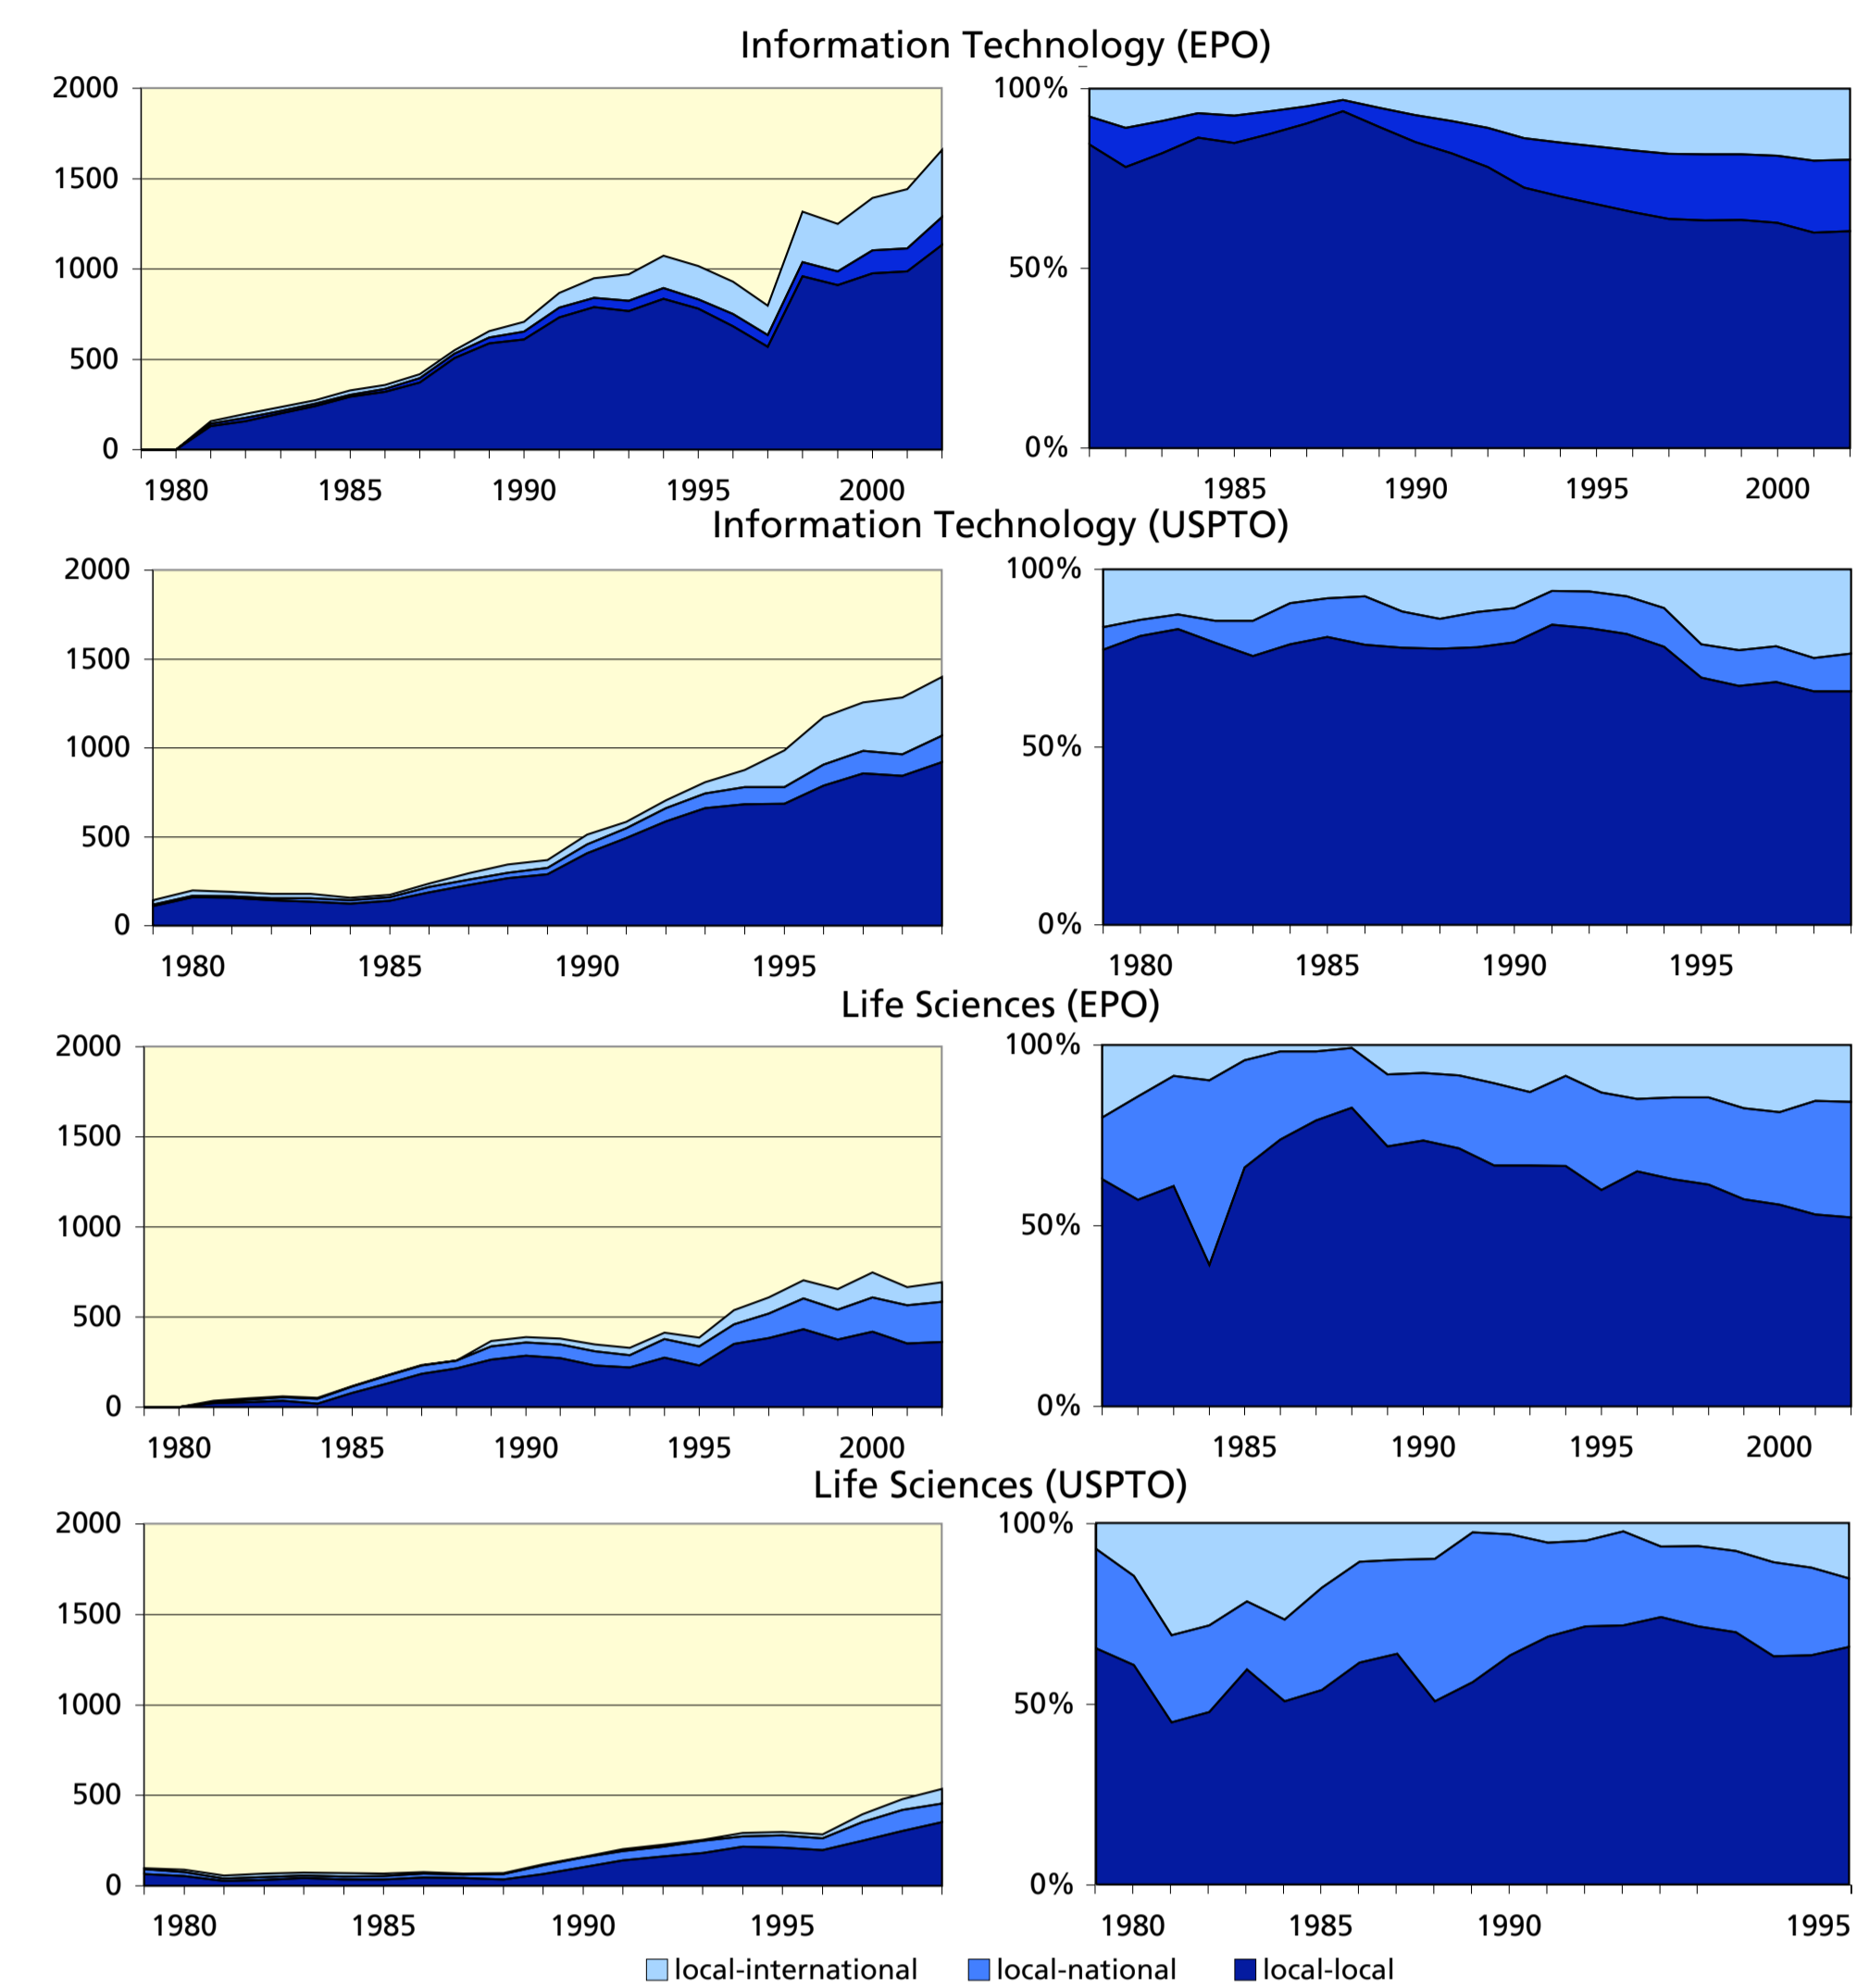 Information Technology (EPO)
2000
1500
1000
500
0
1980 1985 1990 1995 2000
100%
50%
0%
1985 1990 1995 2000
Information Technology (USPTO)
2000
1500
1000
500
0
1980 1985 1990 1995
100%
50%
0%
1980 1985 1990 1995
Life Sciences (EPO)
2000
1500
1000
500
0
1980 1985 1990 1995 2000
100%
50%
0%
1985 1990 1995 2000
Life Sciences (USPTO)
2000
1500
1000
500
0
1980 1985 1990 1995
100%
50%
0%
1980 1985 1990 1995
local-international local-national local-local